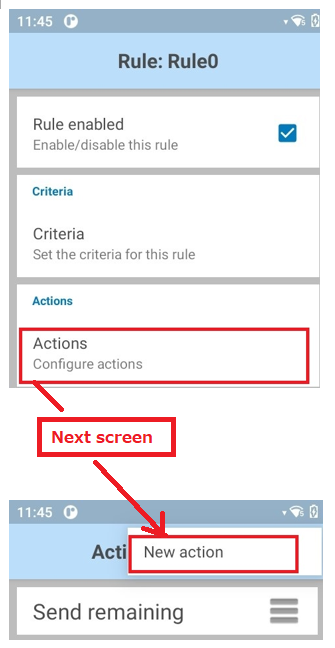 11:45
Rule: Rule0
Rule enabled
Enable/disable this rule
Criteria
Criteria
Set the criteria for this rule
Actions
Actions
Configure actions
Next screen
11:45
Acti
New action
Send remaining